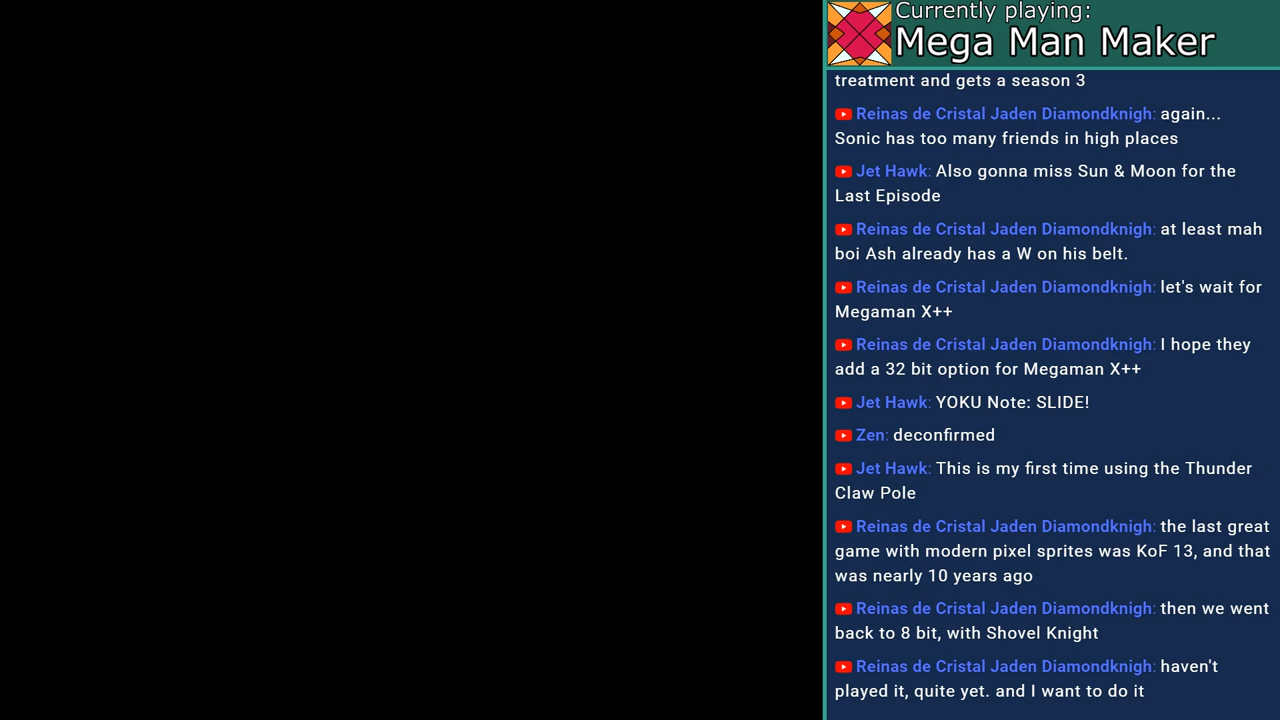 Currently playing:
Mega Man Maker
treatment and gets a season 3
Reinas de Cristal Jaden Diamondknigh: again...
Sonic has too many friends in high places
Jet Hawk: Also gonna miss Sun & Moon for the
Last Episode
Reinas de Cristal Jaden Diamondknigh: at least mah
boi Ash already has a W on his belt.
Reinas de Cristal Jaden Diamondknigh: let's wait for
Megaman X++
Reinas de Cristal Jaden Diamondknigh: I hope they
add a 32 bit option for Megaman X++
Jet Hawk: YOKU Note: SLIDE!
Zen: deconfirmed
Jet Hawk: This is my first time using the Thunder
Claw Pole
Reinas de Cristal Jaden Diamondknigh: the last great
game with modern pixel sprites was KoF 13, and that
was nearly 10 years ago
Reinas de Cristal Jaden Diamondknigh: then we went
back to 8 bit, with Shovel Knight
Reinas de Cristal Jaden Diamondknigh: haven't
played it, quite yet. and I want to do it